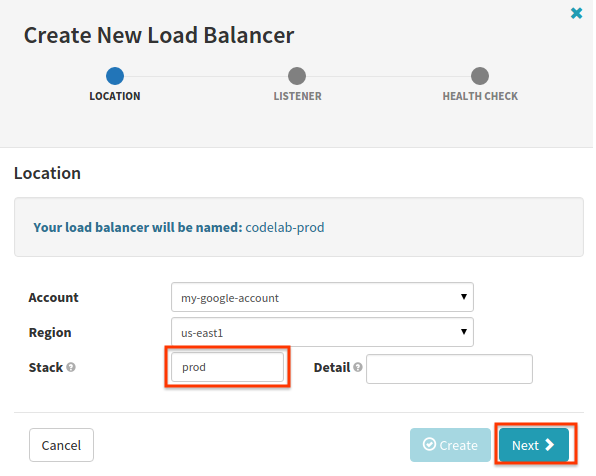 Create New Load Balancer
LOCATION LISTENER HEALTH CHECK
Location
Your load balancer will be named: codelab-prod
Account my-google-account
Region us-east1
Stack prod Detail
Cancel Create Next